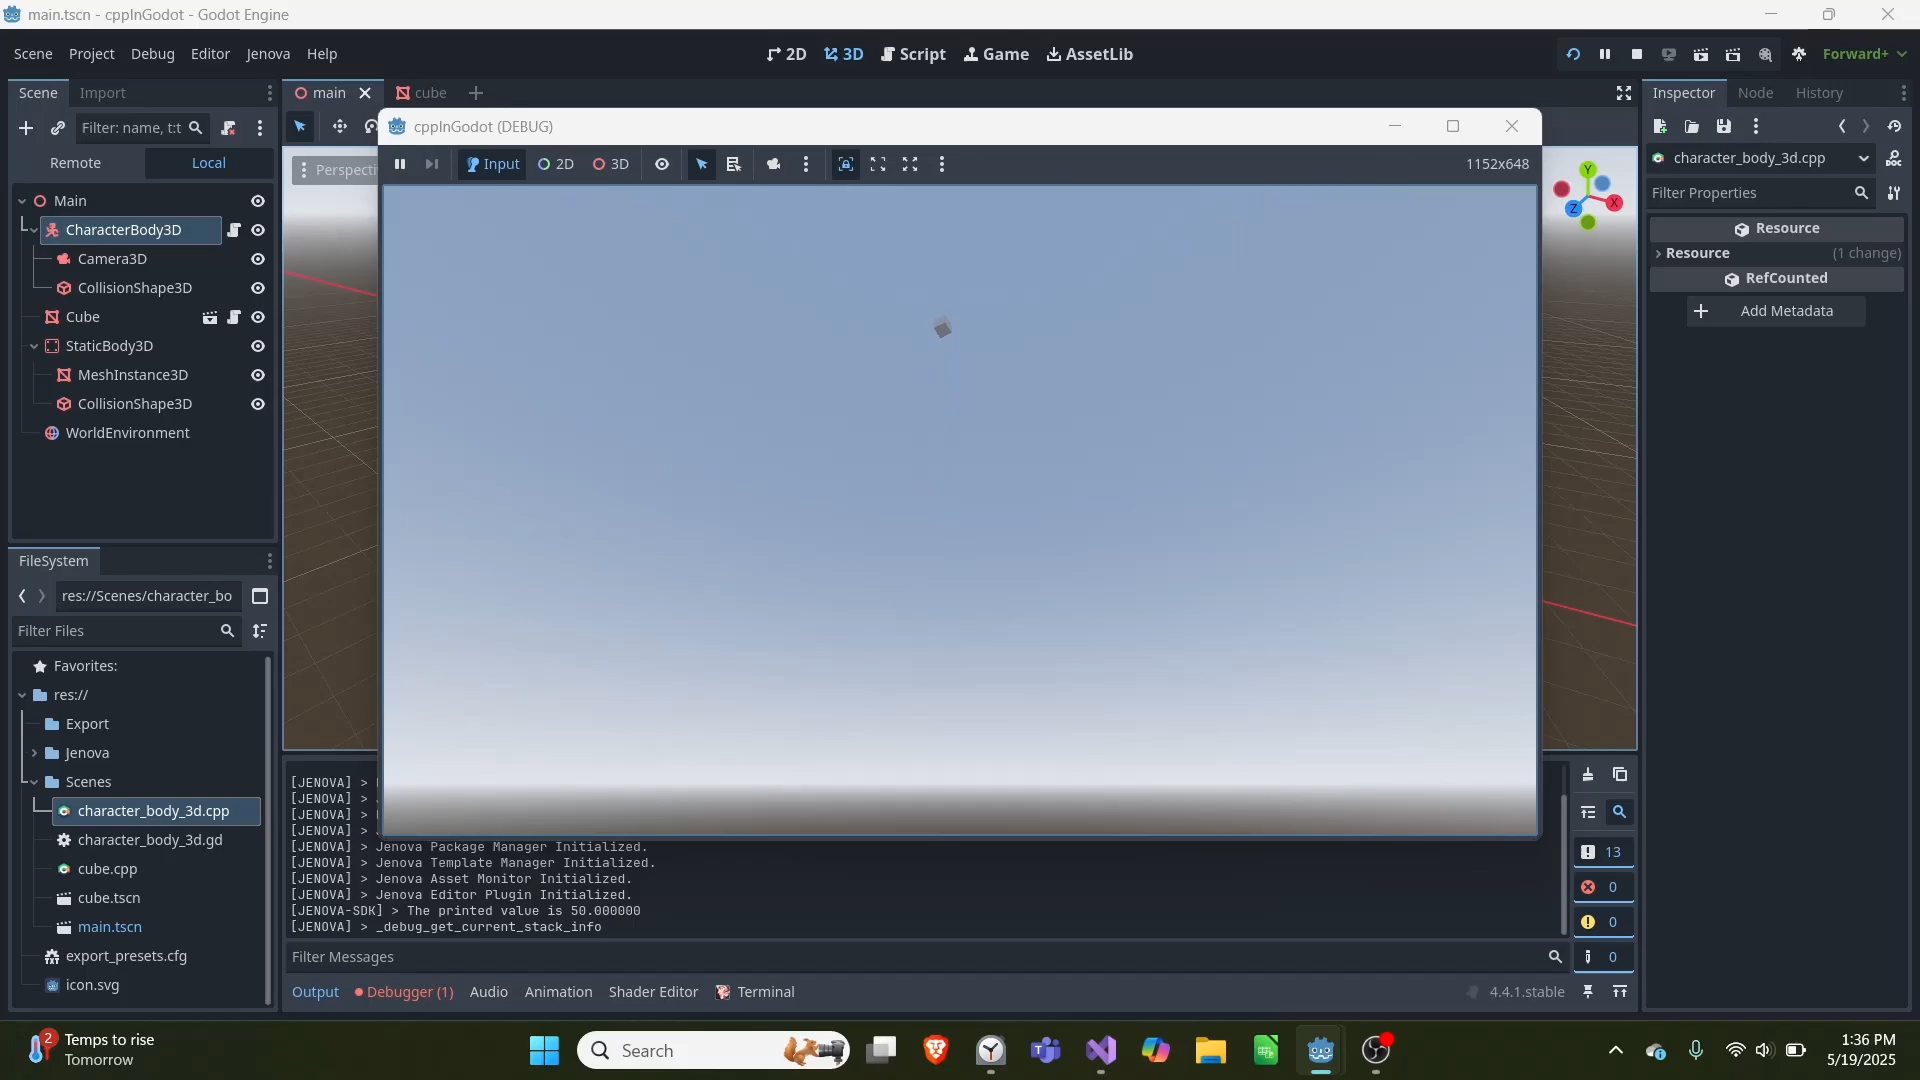 main.tscn - cppInGodot - Godot Engine
Scene Project Debug Editor Jenova Help
2D 3D Script Game AssetLib
Forward+
Scene Import
Filter: name, t:t
Remote Local
Main
CharacterBody3D
Camera3D
CollisionShape3D
Cube
StaticBody3D
MeshInstance3D
CollisionShape3D
WorldEnvironment
FileSystem
res://Scenes/character_bo
Filter Files
Favorites:
res://
Export
Jenova
Scenes
character_body_3d.cpp
character_body_3d.gd
cube.cpp
cube.tscn
main.tscn
export_presets.cfg
icon.svg
main cube
Perspecti
cppInGodot (DEBUG)
Input 2D 3D
1152x648
Y
X
Z
[JENOVA] >
[JENOVA] >
[JENOVA] >
[JENOVA] >
[JENOVA] > Jenova Package Manager Initialized.
[JENOVA] > Jenova Template Manager Initialized.
[JENOVA] > Jenova Asset Monitor Initialized.
[JENOVA] > Jenova Editor Plugin Initialized.
[JENOVA-SDK] > The printed value is 50.000000
[JENOVA] > _debug_get_current_stack_info
Filter Messages
13
0
0
0
Output Debugger (1) Audio Animation Shader Editor Terminal
4.4.1.stable
Inspector Node History
character_body_3d.cpp
DOC
Filter Properties
Resource
Resource (1 change)
RefCounted
Add Metadata
2
Temps to rise
Tomorrow
Search
1:36 PM
5/19/2025